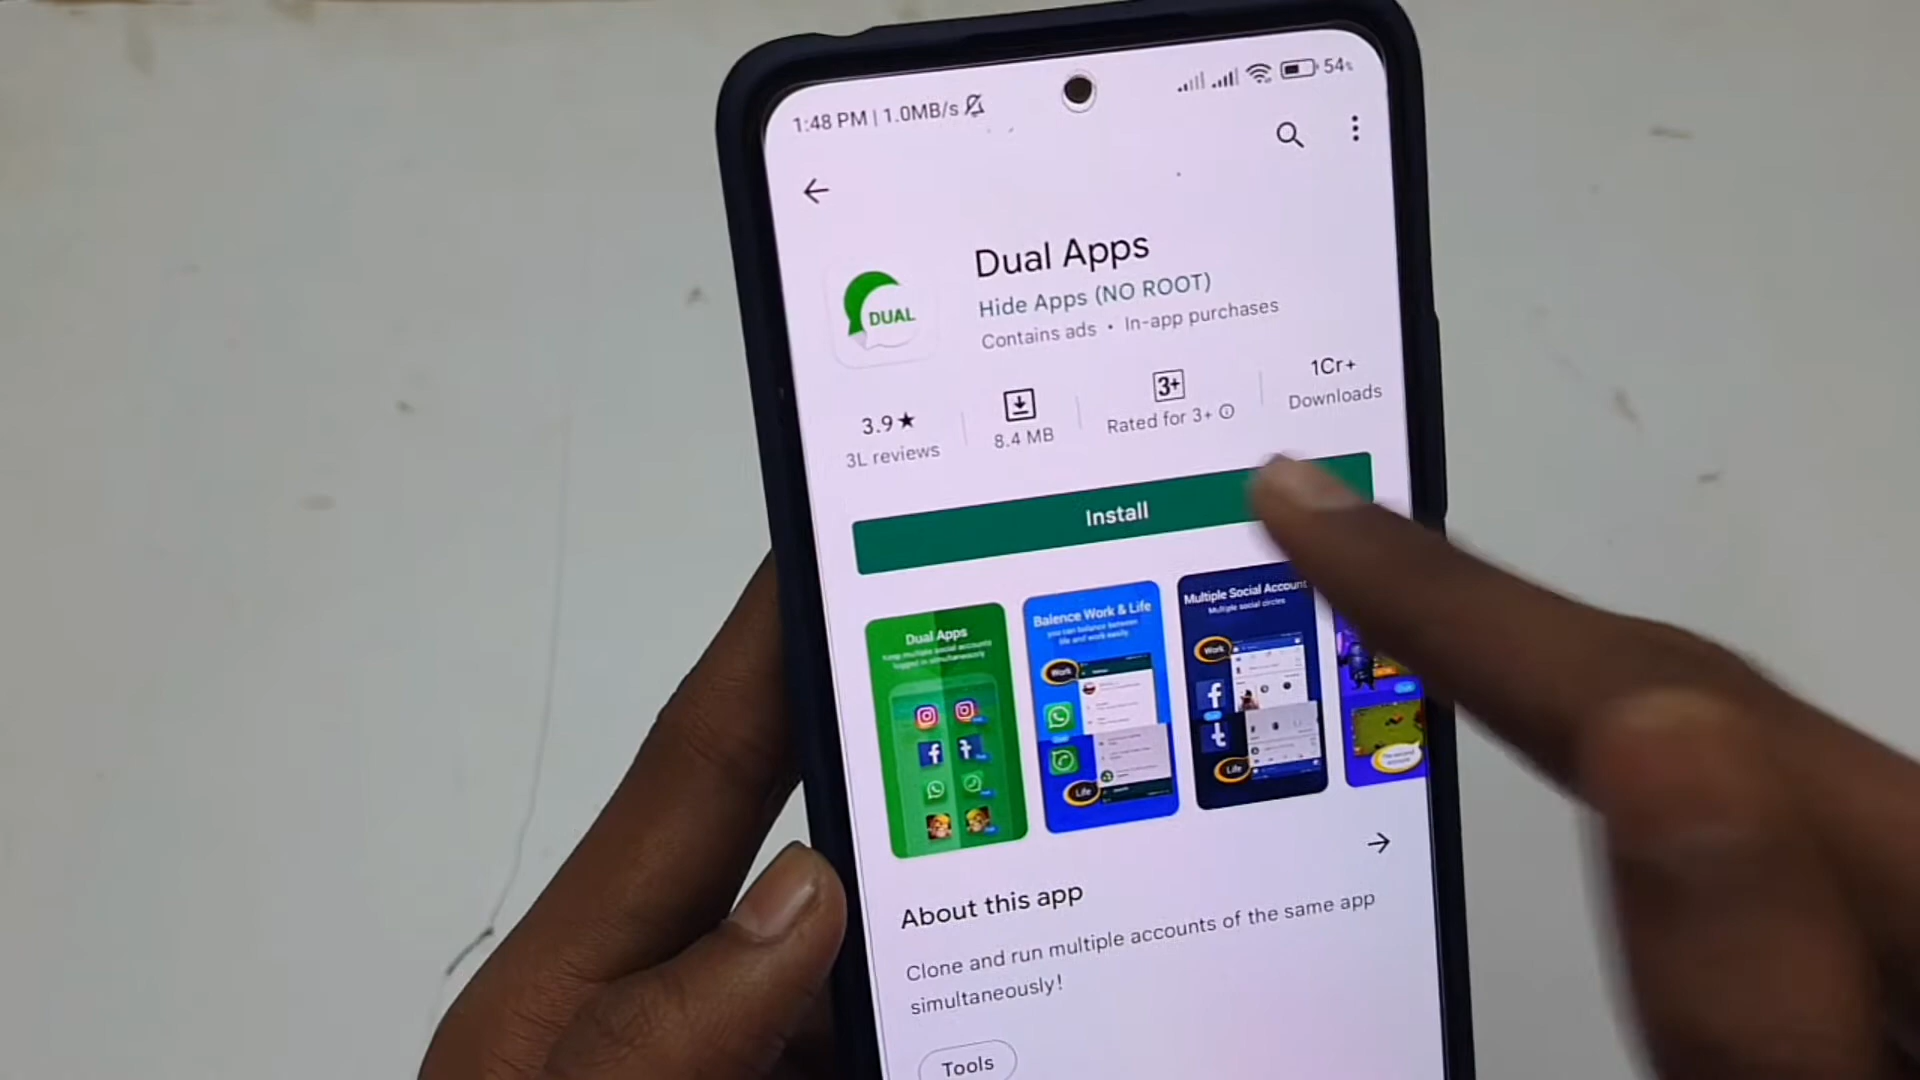 1:48 PM | 1.0MB/s
54%
Dual Apps
Hide Apps (NO ROOT)
Contains ads • In-app purchases
DUAL
3.9★
3L reviews
8.4 MB
3+
Rated for 3+
1Cr+
Downloads
Install
Dual Apps
Keep multiple social accounts
logged in simultaneously
Balence Work & Life
you can balance between
life and work easily
Work
Life
Multiple Social Account
Multiple social circles
Work
Life
About this app
Clone and run multiple accounts of the same app
simultaneously!
Tools